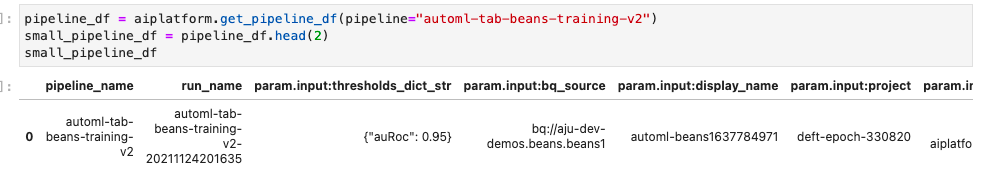 ]: pipeline_df = aiplatform.get_pipeline_df(pipeline="automl-tab-beans-training-v2")
small_pipeline_df = pipeline_df.head(2)
small_pipeline_df
]: pipeline_name run_name param.input:thresholds_dict_str param.input:bq_source param.input:display_name param.input:project param.in
0 automl-tab-beans-training-v2 automl-tab-beans-training-v2-20211124201635 {"auRoc": 0.95} bq://aju-dev-demos.beans.beans1 automl-beans1637784971 deft-epoch-330820 aiplatfo